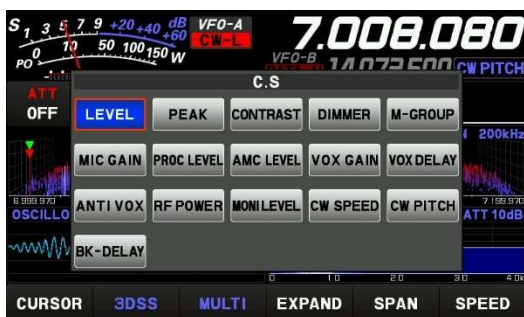 S 1 3 5 7 9 +20 +40 +60 dB VFO-A
CW-L
7.008.080
PO 0 10 50 100 150 W
VFO-B
CW PITCH
C.S
ATT
OFF
LEVEL PEAK CONTRAST DIMMER M-GROUP
200kHz
MIC GAIN PROC LEVEL AMC LEVEL VOX GAIN VOX DELAY
6 999 970
7 199 970
OSCILLO
ANTI VOX RF POWER MONI LEVEL CW SPEED CW PITCH
ATT 10dB
BK-DELAY
0 1.0 2.0 3.0 4.0k
CURSOR 3DSS MULTI EXPAND SPAN SPEED